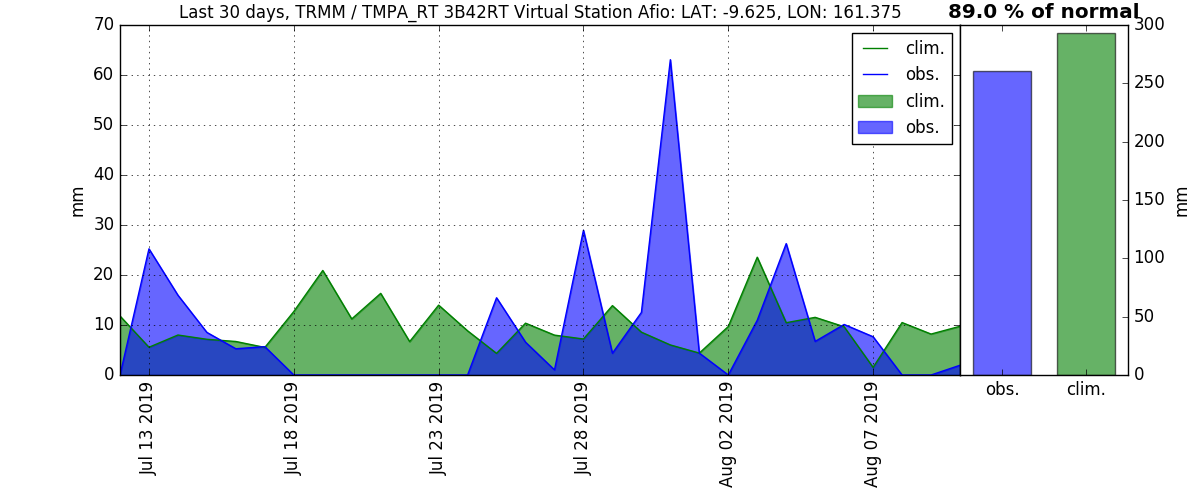 Last 30 days, TRMM / TMPA_RT 3B42RT Virtual Station Afio: LAT: -9.625, LON: 161.375
89.0 % of normal
70
60
50
40
30
20
10
0
mm
clim.
obs.
clim.
obs.
Jul 13 2019
Jul 18 2019
Jul 23 2019
Jul 28 2019
Aug 02 2019
Aug 07 2019
300
250
200
150
100
50
0
mm
obs.
clim.